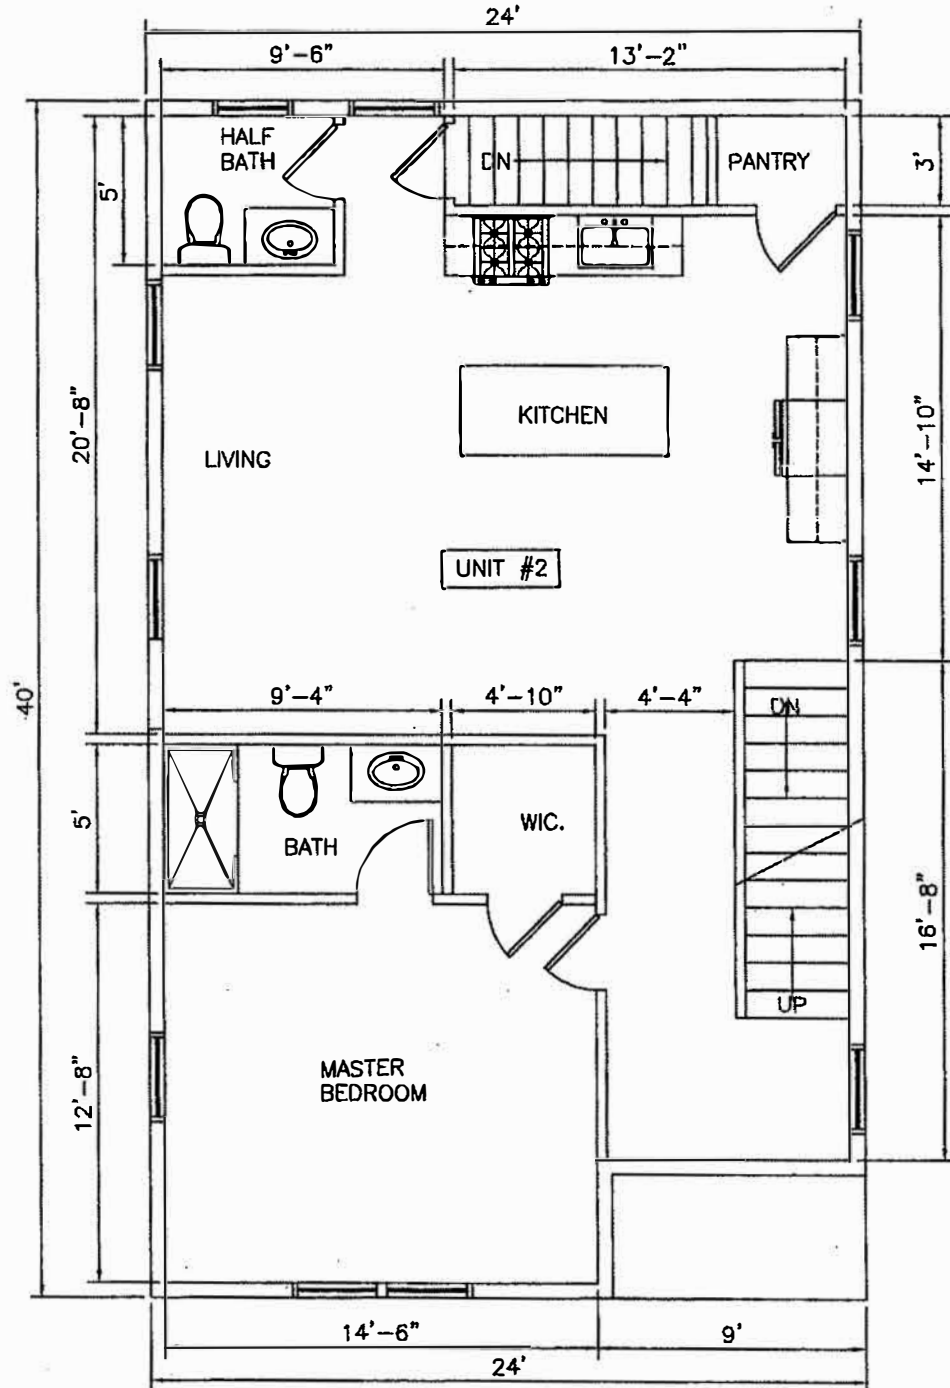 24'
9'-6"
13'-2"
HALF
BATH
DN
PANTRY
3'
5'
KITCHEN
20'-8"
14'-10"
LIVING
UNIT #2
40'
9'-4"
4'-10"
4'-4"
DN
5'
BATH
WIC.
16'-8"
UP
12'-8"
MASTER
BEDROOM
14'-6"
9'
24'